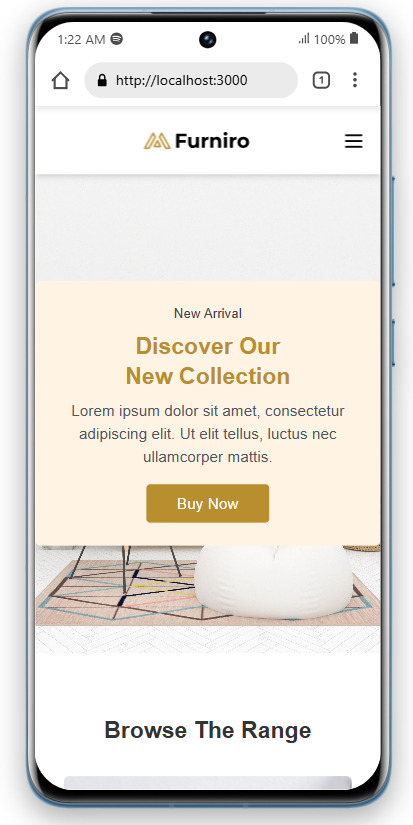 1:22 AM 100%
http://localhost:3000 1
Furniro
New Arrival
Discover Our
New Collection
Lorem ipsum dolor sit amet, consectetur
adipiscing elit. Ut elit tellus, luctus nec
ullamcorper mattis.
Buy Now
Browse The Range